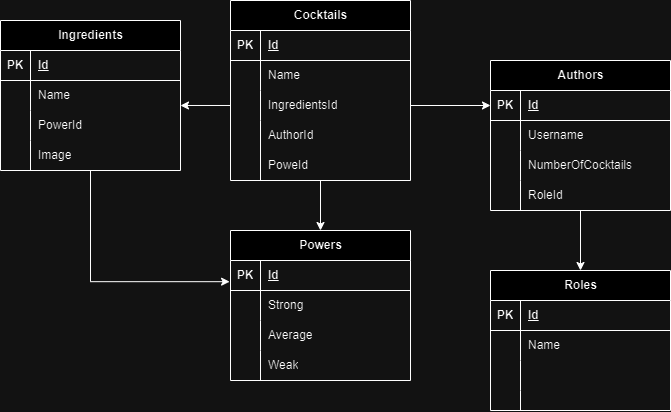 Ingredients
PK Id
Name
PowerId
Image
Cocktails
PK Id
Name
IngredientsId
AuthorId
PoweId
Authors
PK Id
Username
NumberOfCocktails
RoleId
Powers
PK Id
Strong
Average
Weak
Roles
PK Id
Name